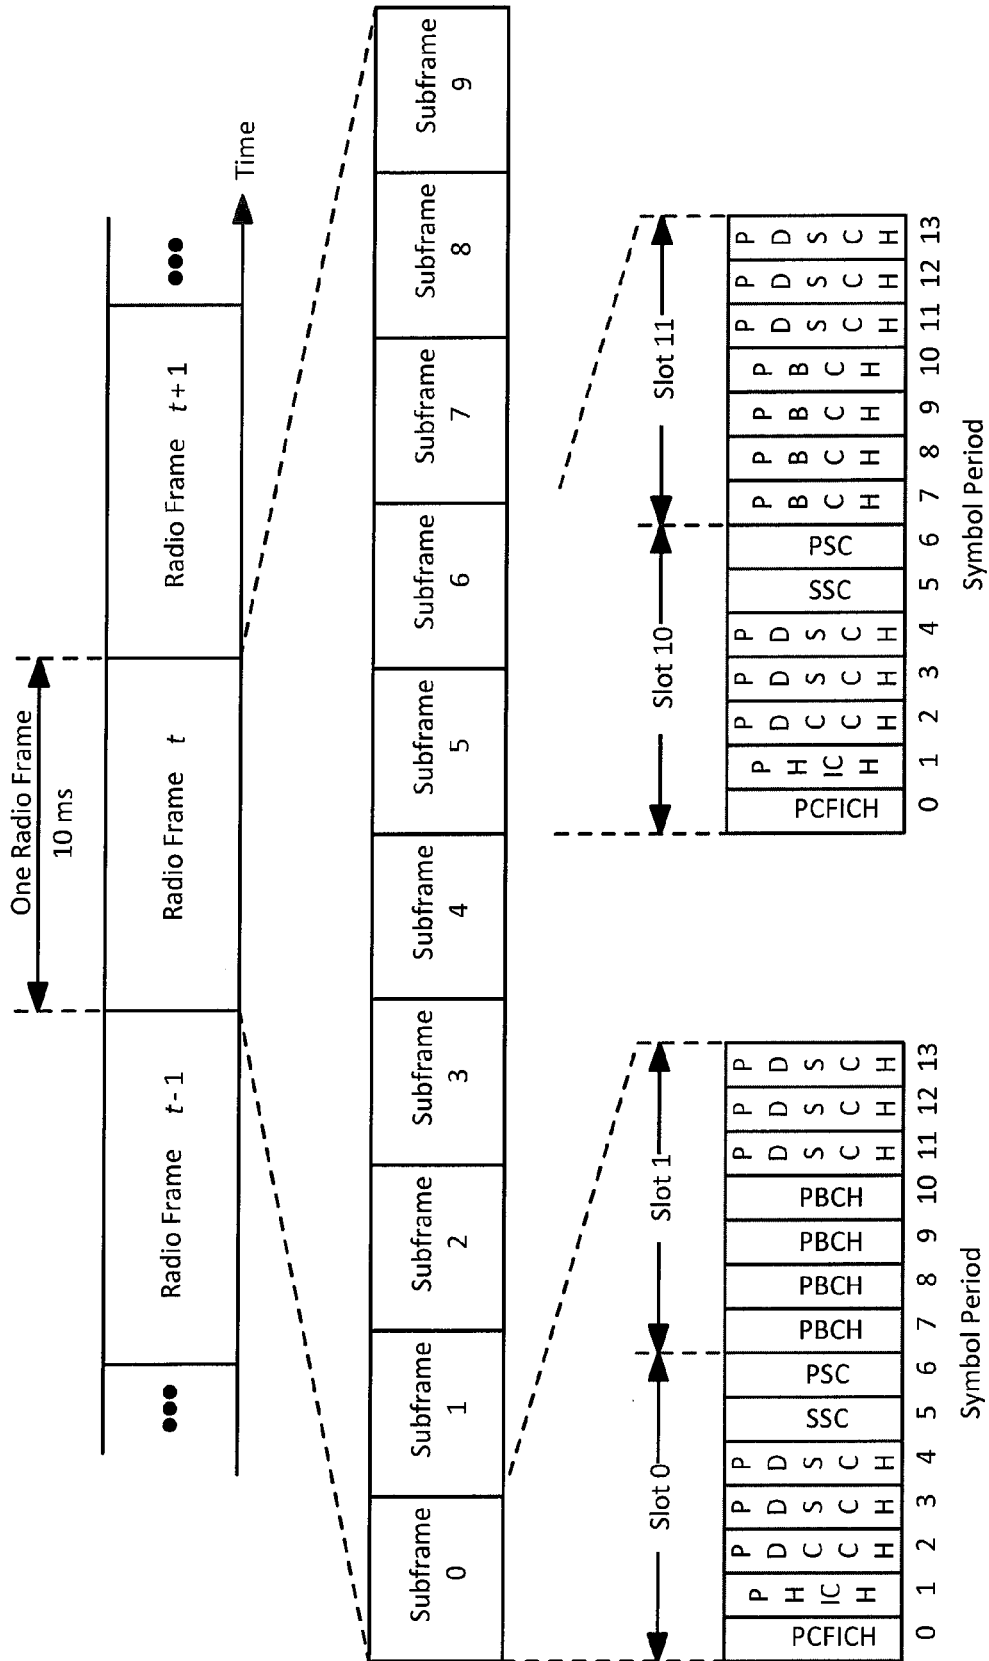 One Radio Frame
10 ms
Radio Frame t-1
Radio Frame t
Radio Frame t+1
Time
Subframe
0
Subframe
1
Subframe
2
Subframe
3
Subframe
4
Subframe
5
Subframe
6
Subframe
7
Subframe
8
Subframe
9
Slot 0
Slot 1
PCFICH
PHICH
PDCCH
PDSCH
PDSCH
SSC
PSC
PBCH
PBCH
PBCH
PBCH
PDSCH
PDSCH
PDSCH
0 1 2 3 4 5 6 7 8 9 10 11 12 13
Symbol Period
Slot 10
Slot 11
PCFICH
PHICH
PDCCH
PDSCH
PDSCH
SSC
PSC
PBCH
PBCH
PBCH
PBCH
PDSCH
PDSCH
PDSCH
0 1 2 3 4 5 6 7 8 9 10 11 12 13
Symbol Period